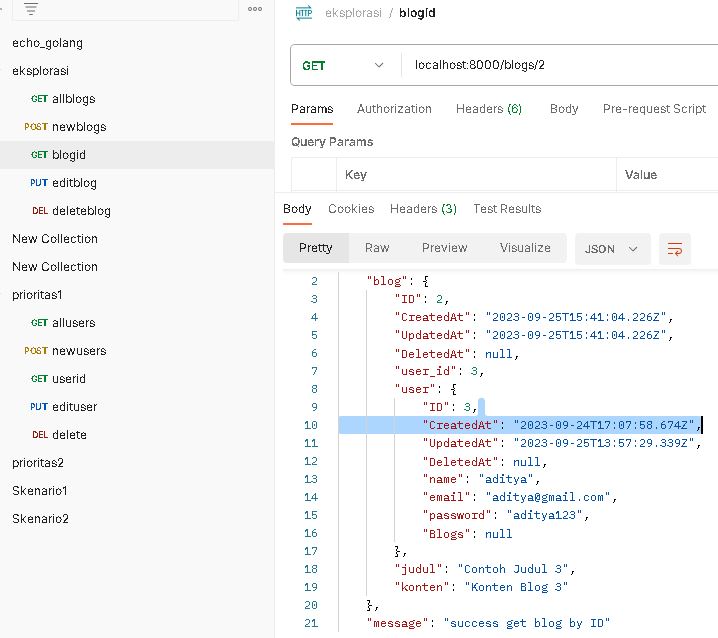 HTTP eksplorasi / blogid
echo_golang
eksplorasi
GET allblogs
POST newblogs
GET blogid
PUT editblog
DEL deleteblog
New Collection
New Collection
prioritas1
GET allusers
POST newusers
GET userid
PUT edituser
DEL delete
prioritas2
Skenario1
Skenario2
GET localhost:8000/blogs/2
Params Authorization Headers (6) Body Pre-request Script
Query Params
Key Value
Body Cookies Headers (3) Test Results
Pretty Raw Preview Visualize JSON
2 "blog": {
3 "ID": 2,
4 "CreatedAt": "2023-09-25T15:41:04.226Z",
5 "UpdatedAt": "2023-09-25T15:41:04.226Z",
6 "DeletedAt": null,
7 "user_id": 3,
8 "user": {
9 "ID": 3,
10 "CreatedAt": "2023-09-24T17:07:58.674Z",
11 "UpdatedAt": "2023-09-25T13:57:29.339Z",
12 "DeletedAt": null,
13 "name": "aditya",
14 "email": "aditya@gmail.com",
15 "password": "aditya123",
16 "Blogs": null
17 },
18 "judul": "Contoh Judul 3",
19 "konten": "Konten Blog 3"
20 },
21 "message": "success get blog by ID"